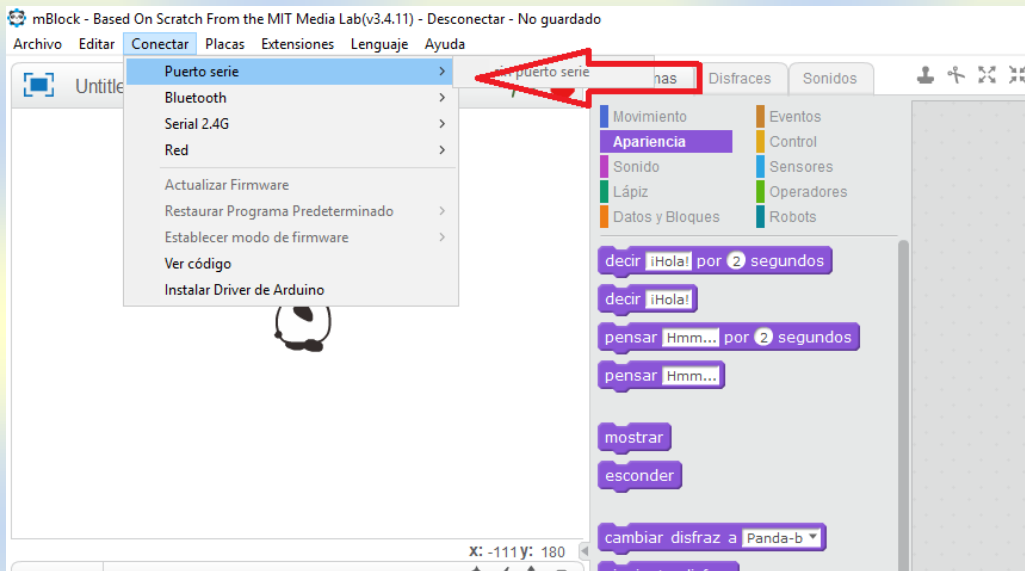 mBlock - Based On Scratch From the MIT Media Lab(v3.4.11) - Desconectar - No guardado
Archivo Editar Conectar Placas Extensiones Lenguaje Ayuda
Puerto serie
puerto serie
Bluetooth
Serial 2.4G
Red
Actualizar Firmware
Restaurar Programa Predeterminado
Establecer modo de firmware
Ver código
Instalar Driver de Arduino
X: -111 Y: 180
Disfraces Sonidos
Movimiento Eventos
Apariencia Control
Sonido Sensores
Lápiz Operadores
Datos y Bloques Robots
decir ¡Hola! por 2 segundos
decir ¡Hola!
pensar Hmm... por 2 segundos
pensar Hmm...
mostrar
esconder
cambiar disfraz a Panda-b